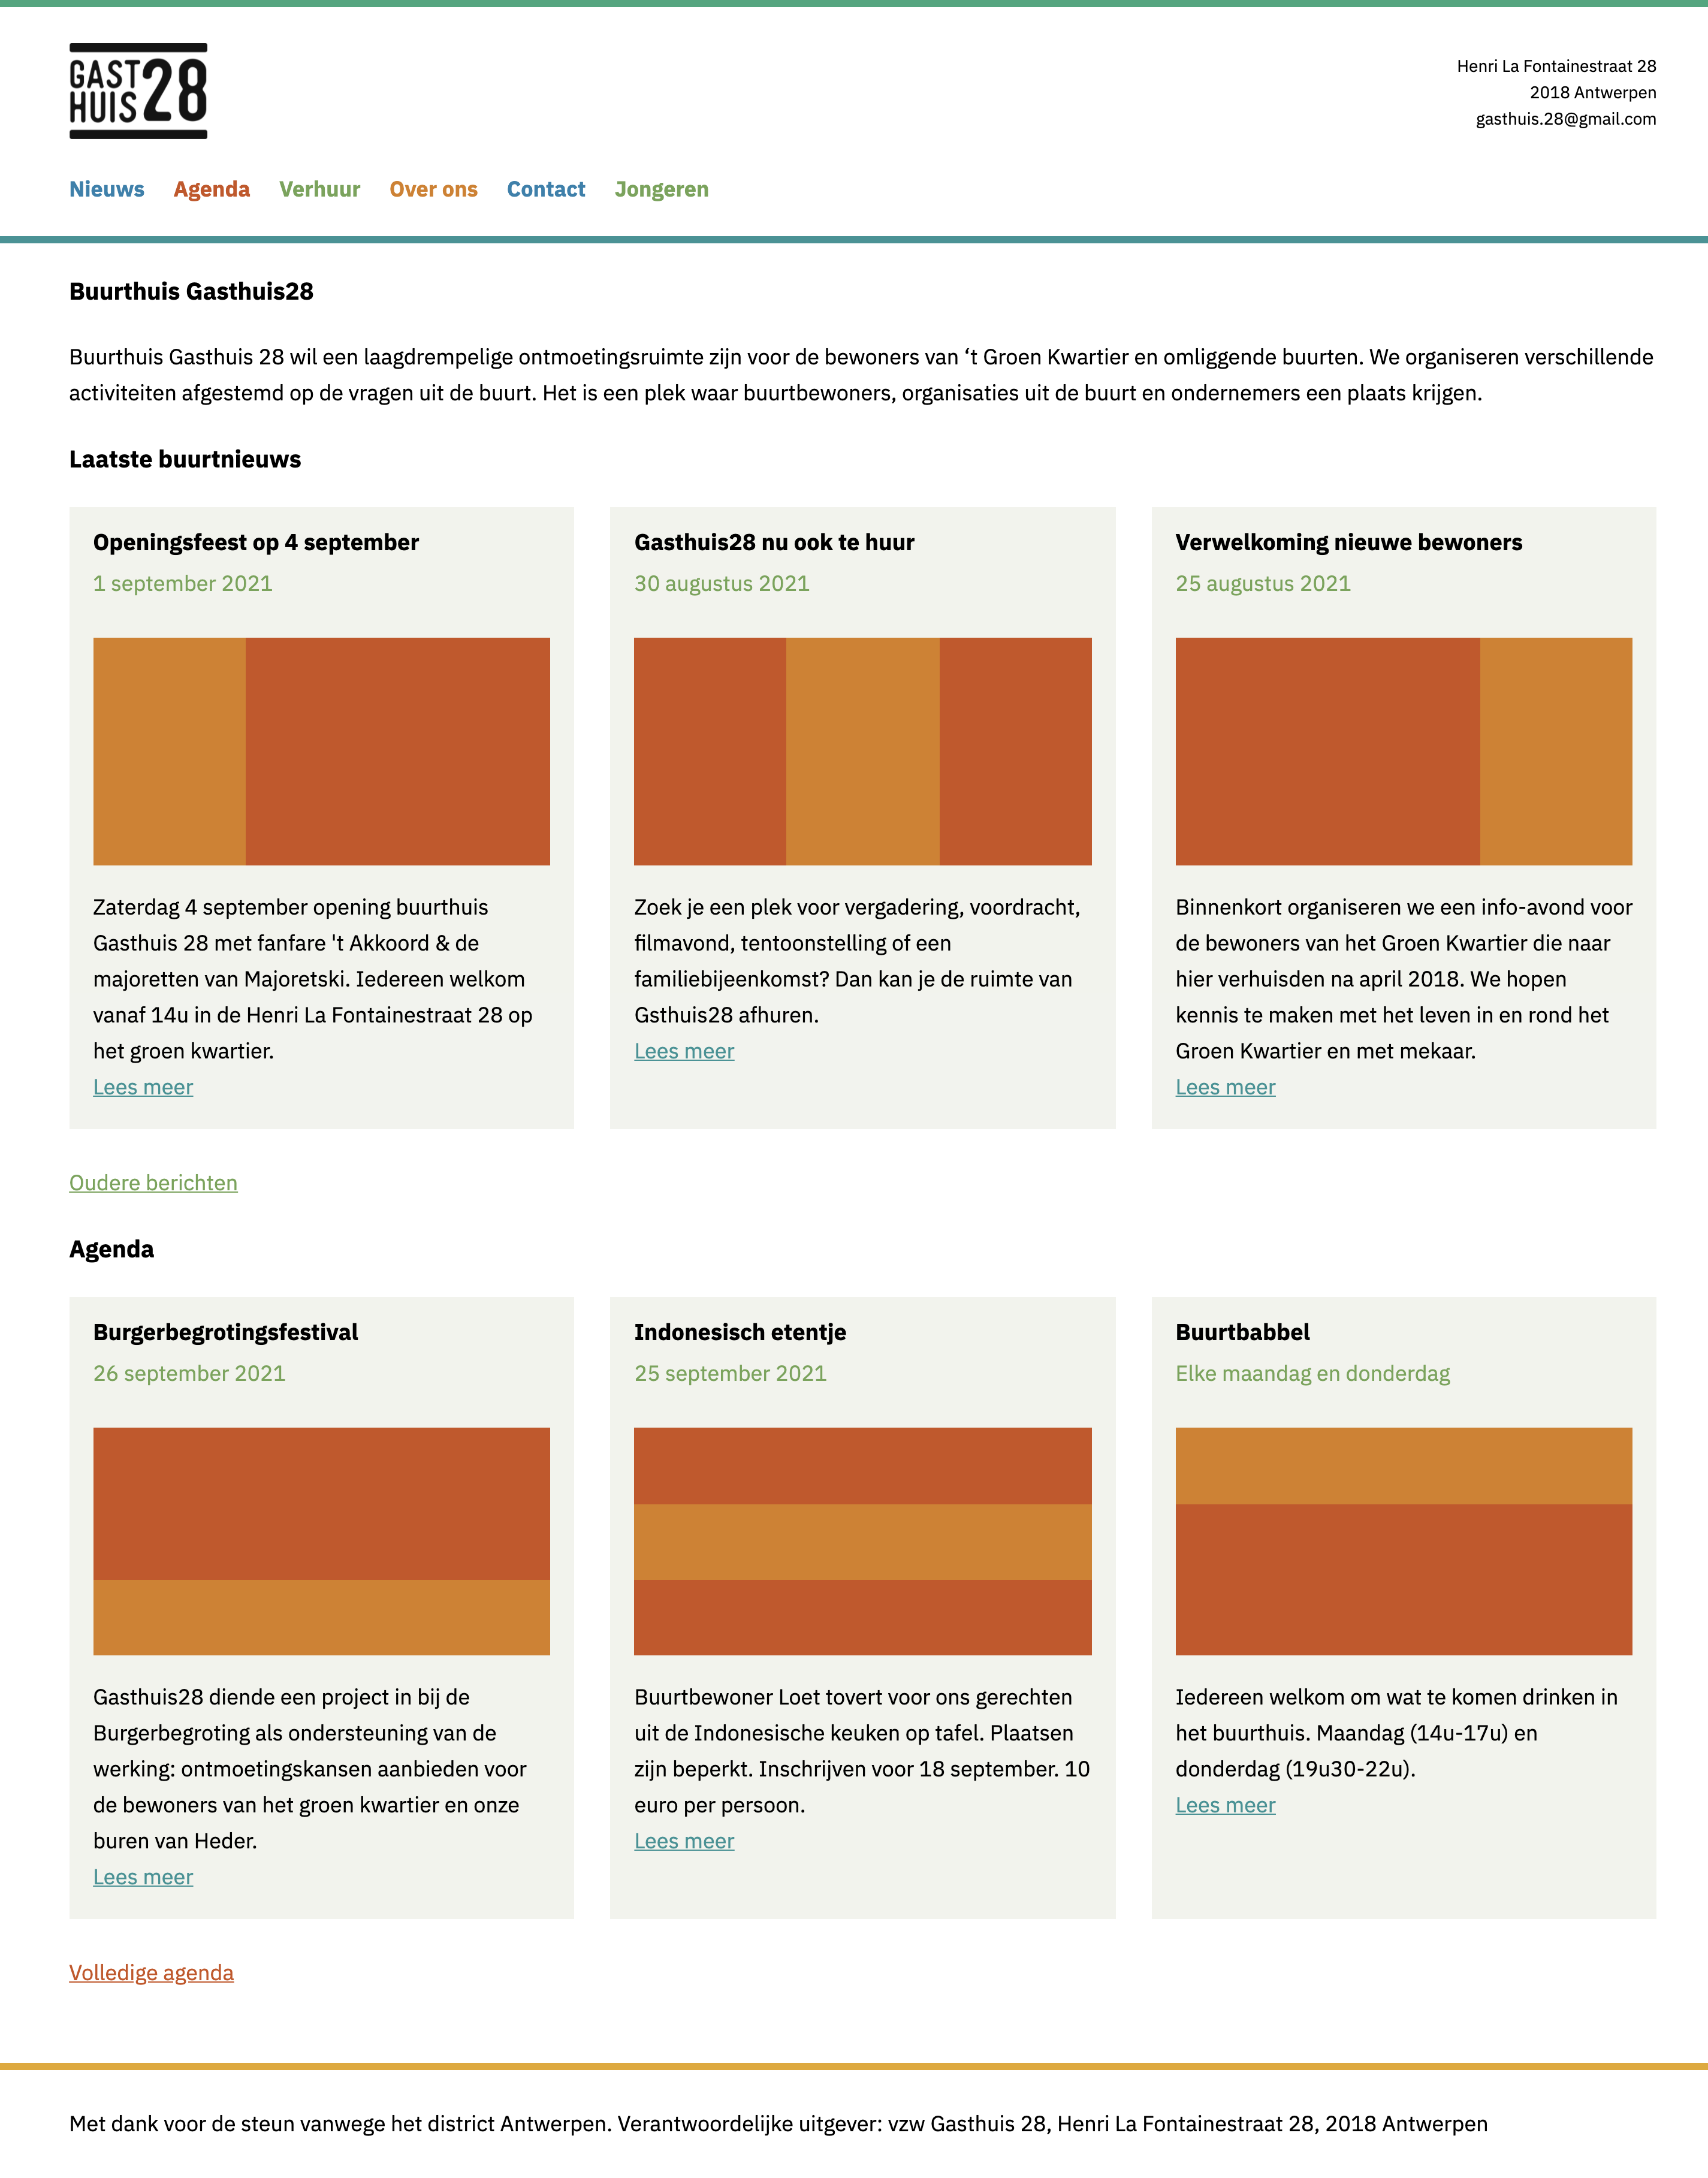 GAST
HUIS 28
Henri La Fontainestraat 28
2018 Antwerpen
gasthuis.28@gmail.com
Nieuws Agenda Verhuur Over ons Contact Jongeren
Buurthuis Gasthuis28
Buurthuis Gasthuis 28 wil een laagdrempelige ontmoetingsruimte zijn voor de bewoners van ‘t Groen Kwartier en omliggende buurten. We organiseren verschillende
activiteiten afgestemd op de vragen uit de buurt. Het is een plek waar buurtbewoners, organisaties uit de buurt en ondernemers een plaats krijgen.
Laatste buurtnieuws
Openingsfeest op 4 september
1 september 2021
Zaterdag 4 september opening buurthuis
Gasthuis 28 met fanfare 't Akkoord & de
majoretten van Majoretski. Iedereen welkom
vanaf 14u in de Henri La Fontainestraat 28 op
het groen kwartier.
Lees meer
Gasthuis28 nu ook te huur
30 augustus 2021
Zoek je een plek voor vergadering, voordracht,
filmavond, tentoonstelling of een
familiebijeenkomst? Dan kan je de ruimte van
Gsthuis28 afhuren.
Lees meer
Verwelkoming nieuwe bewoners
25 augustus 2021
Binnenkort organiseren we een info-avond voor
de bewoners van het Groen Kwartier die naar
hier verhuisden na april 2018. We hopen
kennis te maken met het leven in en rond het
Groen Kwartier en met mekaar.
Lees meer
Oudere berichten
Agenda
Burgerbegrotingsfestival
26 september 2021
Gasthuis28 diende een project in bij de
Burgerbegroting als ondersteuning van de
werking: ontmoetingskansen aanbieden voor
de bewoners van het groen kwartier en onze
buren van Heder.
Lees meer
Indonesisch etentje
25 september 2021
Buurtbewoner Loet tovert voor ons gerechten
uit de Indonesische keuken op tafel. Plaatsen
zijn beperkt. Inschrijven voor 18 september. 10
euro per persoon.
Lees meer
Buurtbabbel
Elke maandag en donderdag
Iedereen welkom om wat te komen drinken in
het buurthuis. Maandag (14u-17u) en
donderdag (19u30-22u).
Lees meer
Volledige agenda
Met dank voor de steun vanwege het district Antwerpen. Verantwoordelijke uitgever: vzw Gasthuis 28, Henri La Fontainestraat 28, 2018 Antwerpen